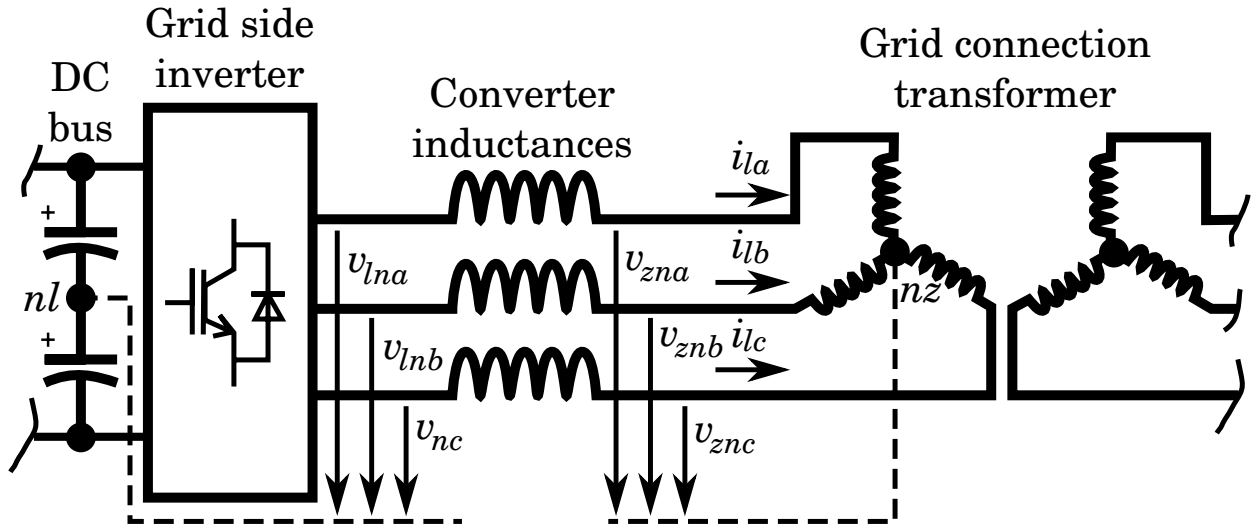 Grid side
inverter
Grid connection
transformer
DC
bus
Converter
inductances
+
nl
+
v_lna
v_lnb
v_nc
v_zna
v_znb
v_znc
i_la
i_lb
i_lc
nz